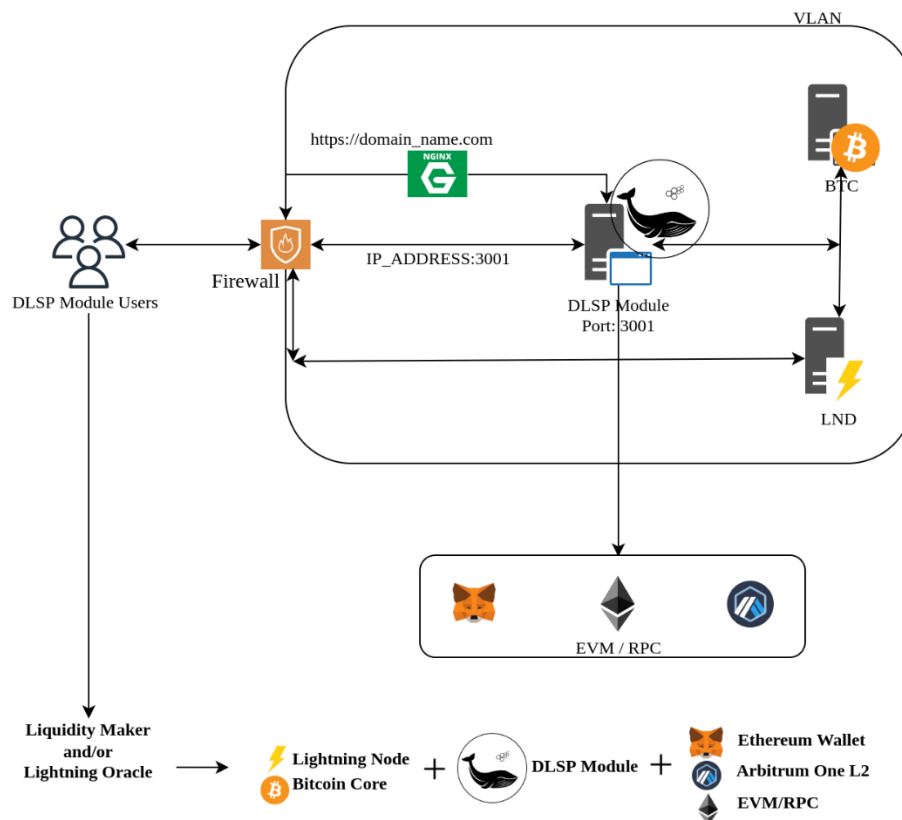 VLAN
https://domain_name.com
NGINX
G
BTC
IP_ADDRESS:3001
Firewall
DLSP Module Users
DLSP Module
Port: 3001
LND
EVM / RPC
Liquidity Maker
and/or
Lightning Oracle
Lightning Node
Bitcoin Core
+
DLSP Module
+
Ethereum Wallet
Arbitrum One L2
EVM/RPC